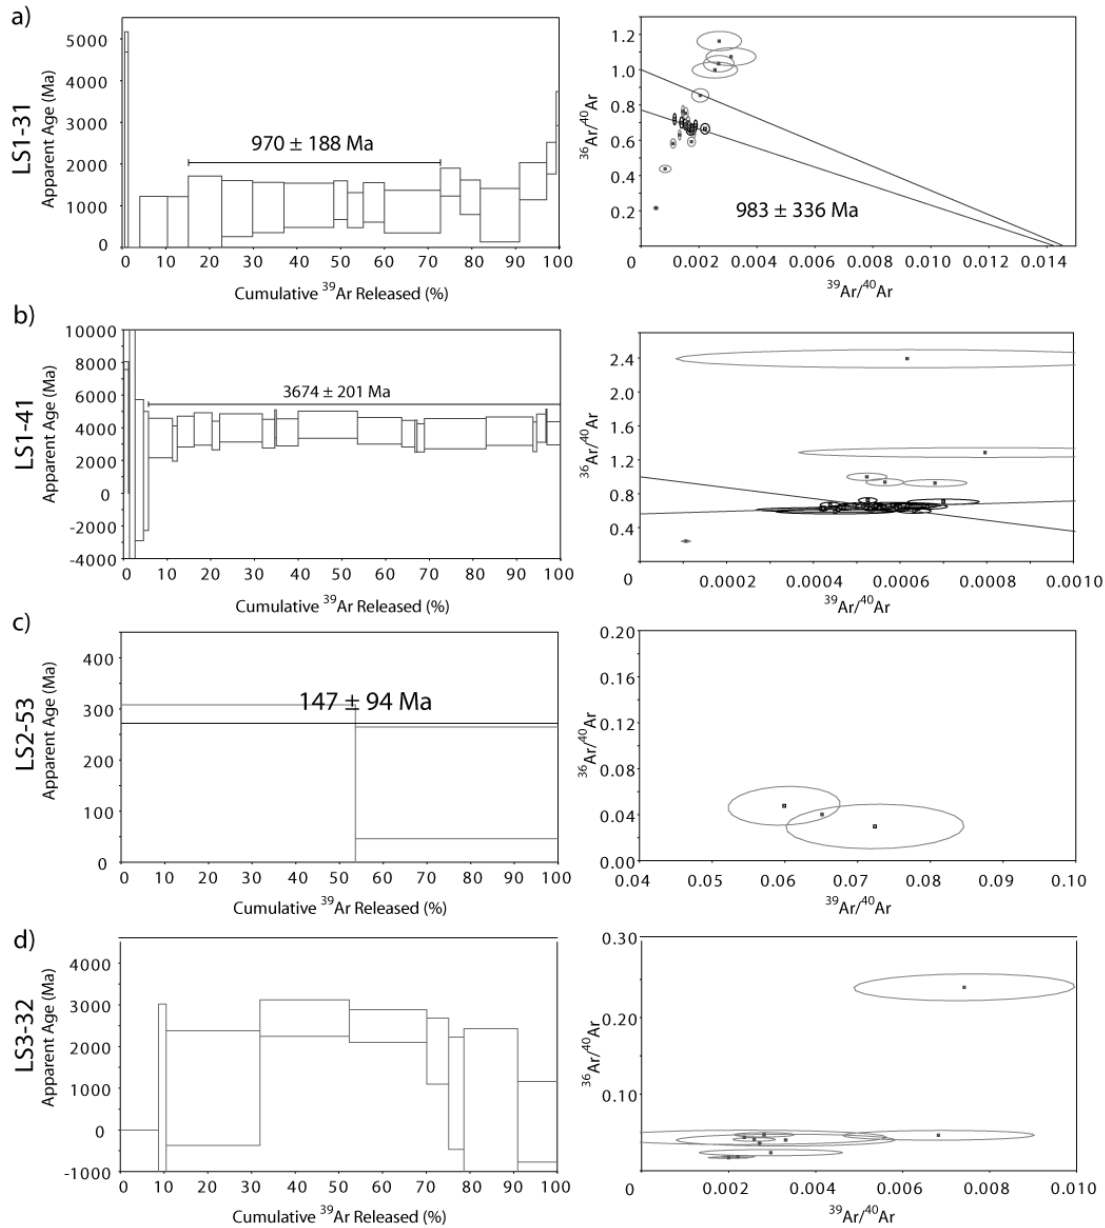 a)
LS1-31
Apparent Age (Ma)
5000
4000
3000
2000
1000
0
970 ± 188 Ma
0 10 20 30 40 50 60 70 80 90 100
Cumulative ³⁹Ar Released (%)
³⁶Ar/⁴⁰Ar
1.2
1.0
0.8
0.6
0.4
0.2
983 ± 336 Ma
0 0.002 0.004 0.006 0.008 0.010 0.012 0.014
³⁹Ar/⁴⁰Ar
b)
LS1-41
Apparent Age (Ma)
10000
8000
6000
4000
2000
0
-2000
-4000
3674 ± 201 Ma
0 10 20 30 40 50 60 70 80 90 100
Cumulative ³⁹Ar Released (%)
³⁶Ar/⁴⁰Ar
2.4
1.8
1.2
0.8
0.4
0 0.0002 0.0004 0.0006 0.0008 0.0010
³⁹Ar/⁴⁰Ar
c)
LS2-53
Apparent Age (Ma)
400
300
200
100
0
147 ± 94 Ma
0 10 20 30 40 50 60 70 80 90 100
Cumulative ³⁹Ar Released (%)
³⁶Ar/⁴⁰Ar
0.20
0.16
0.12
0.08
0.04
0.00
0.04 0.05 0.06 0.07 0.08 0.09 0.10
³⁹Ar/⁴⁰Ar
d)
LS3-32
Apparent Age (Ma)
4000
3000
2000
1000
0
-1000
0 10 20 30 40 50 60 70 80 90 100
Cumulative ³⁹Ar Released (%)
³⁶Ar/⁴⁰Ar
0.30
0.20
0.10
0 0.002 0.004 0.006 0.008 0.010
³⁹Ar/⁴⁰Ar